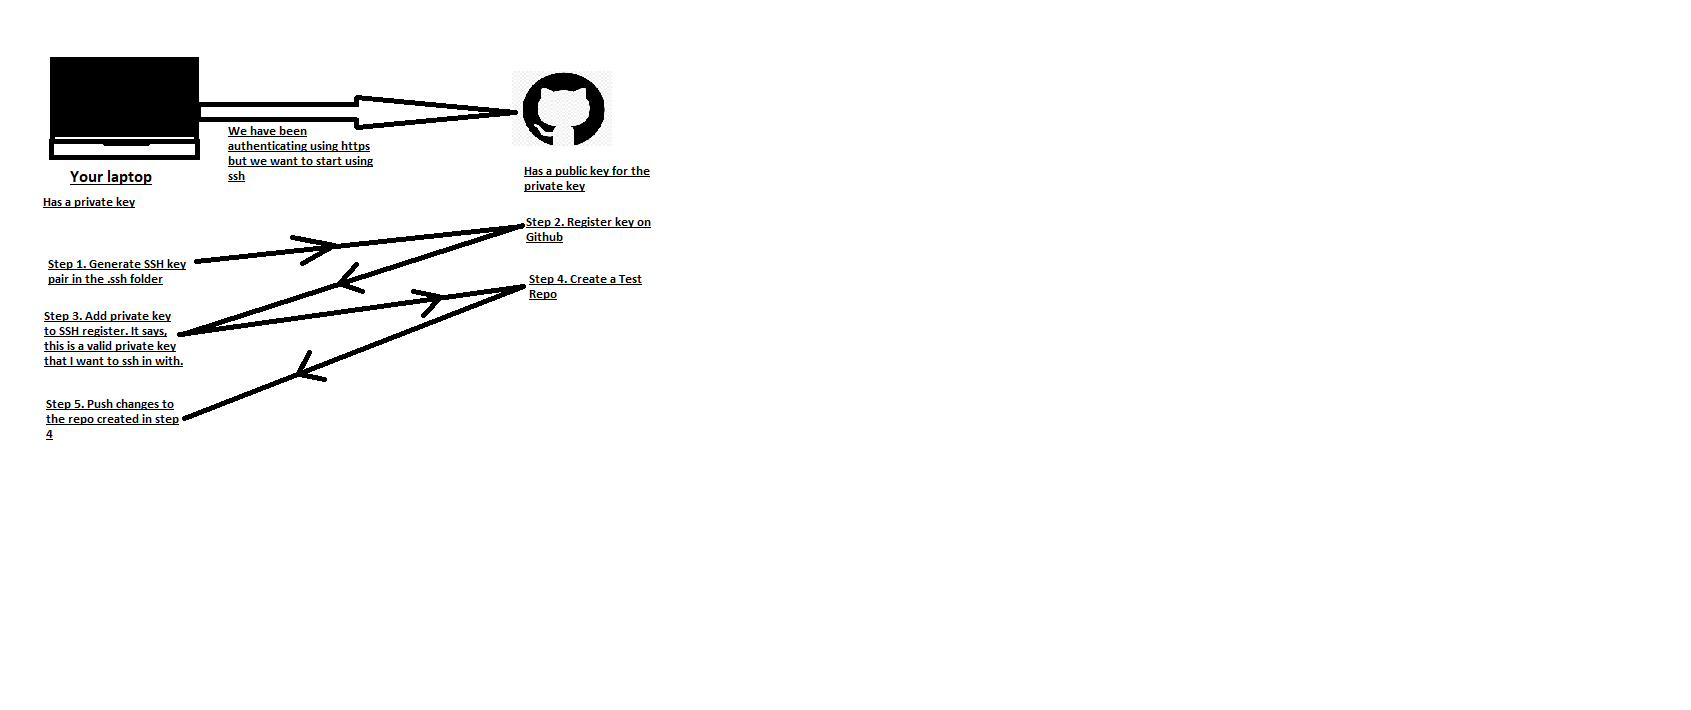 We have been
authenticating using https
but we want to start using
ssh
Your laptop
Has a private key
Has a public key for the
private key
Step 1. Generate SSH key
pair in the .ssh folder
Step 2. Register key on
Github
Step 3. Add private key
to SSH register. It says,
this is a valid private key
that I want to ssh in with.
Step 4. Create a Test
Repo
Step 5. Push changes to
the repo created in step
4